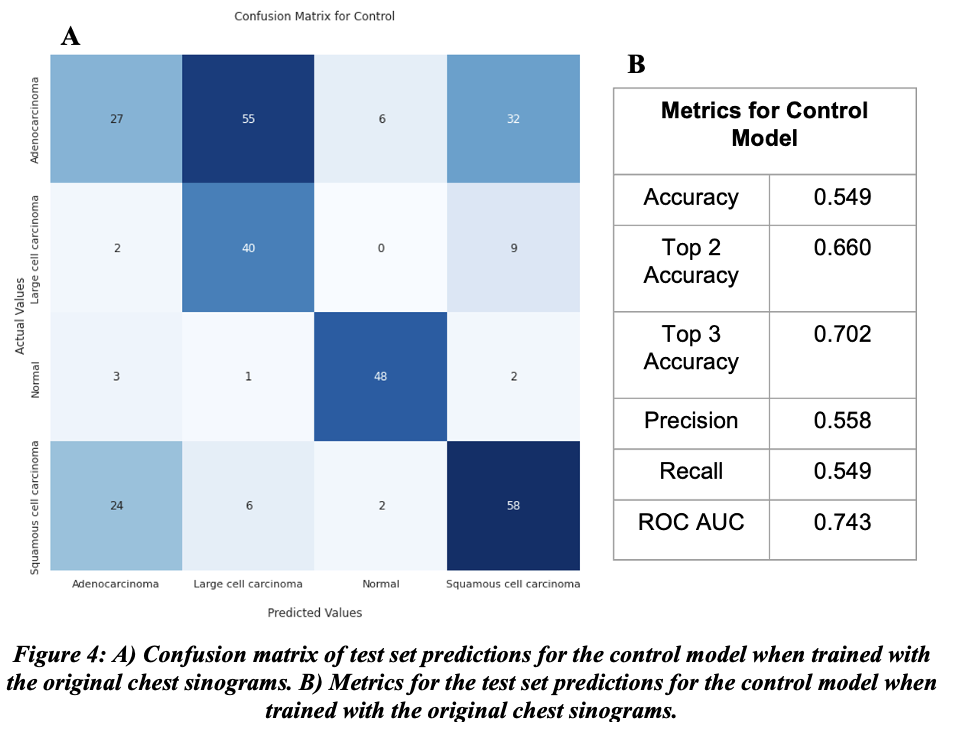 Confusion Matrix for Control
A
B
Adenocarcinoma
27 55 6 32
Large cell carcinoma
2 40 0 9
Normal
3 1 48 2
Squamous cell carcinoma
24 6 2 58
Actual Values
Adenocarcinoma Large cell carcinoma Normal Squamous cell carcinoma
Predicted Values
Metrics for Control
Model
Accuracy 0.549
Top 2 0.660
Accuracy
Top 3 0.702
Accuracy
Precision 0.558
Recall 0.549
ROC AUC 0.743
Figure 4: A) Confusion matrix of test set predictions for the control model when trained with
the original chest sinograms. B) Metrics for the test set predictions for the control model when
trained with the original chest sinograms.